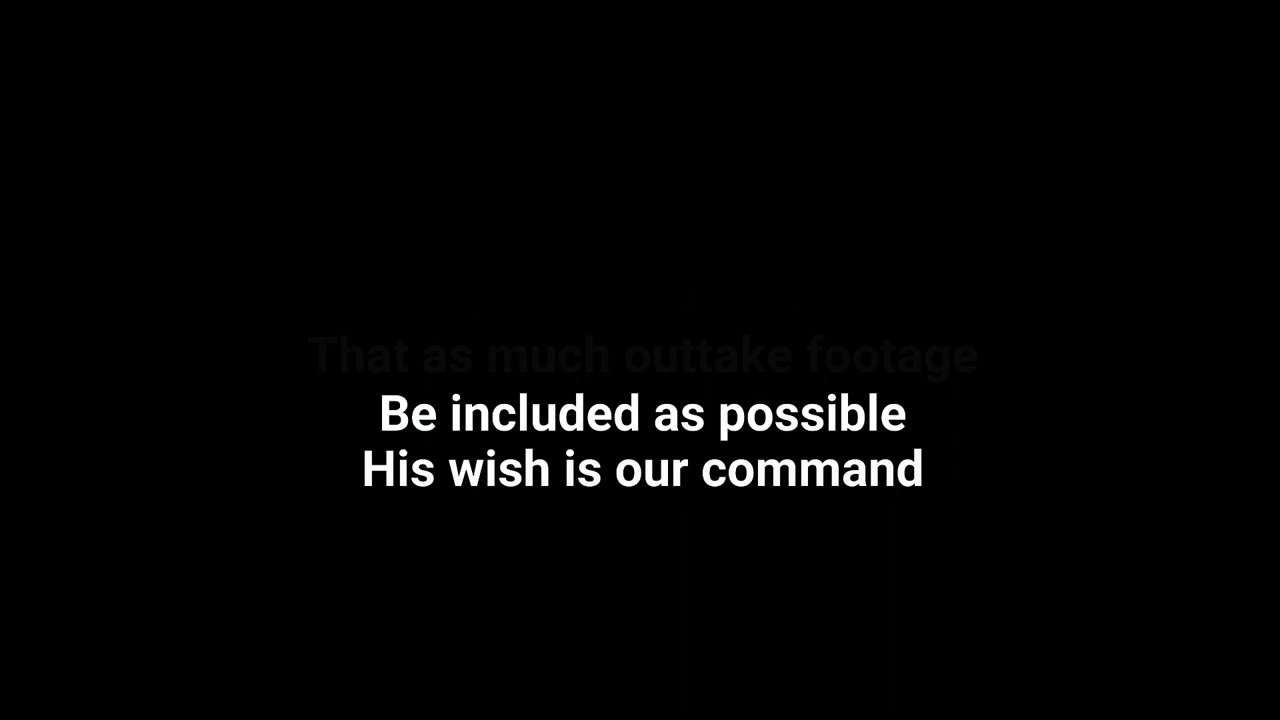 That as much outtake footage
Be included as possible
His wish is our command